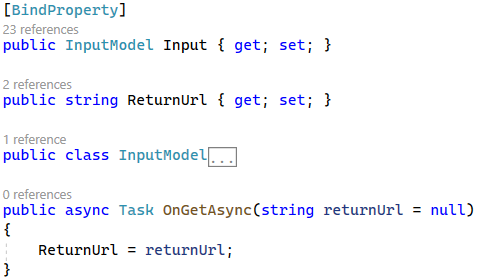 [BindProperty]
23 references
public InputModel Input { get; set; }
2 references
public string ReturnUrl { get; set; }
1 reference
public class InputModel...
0 references
public async Task OnGetAsync(string returnUrl = null)
{
ReturnUrl = returnUrl;
}